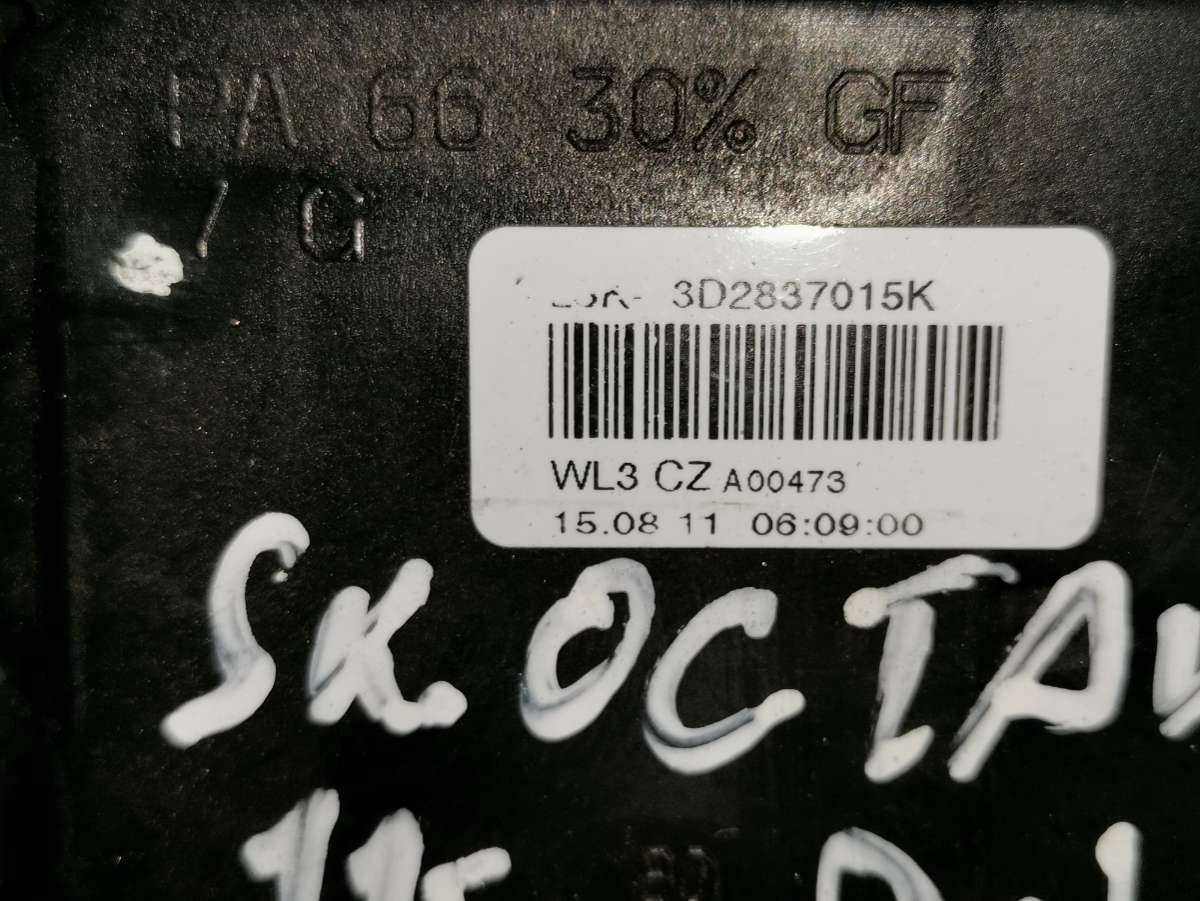 PA 66 30% GF
/ G
3D2837015K
WL3 CZ A00473
15.08 11 06:09:00
SK OCTAV